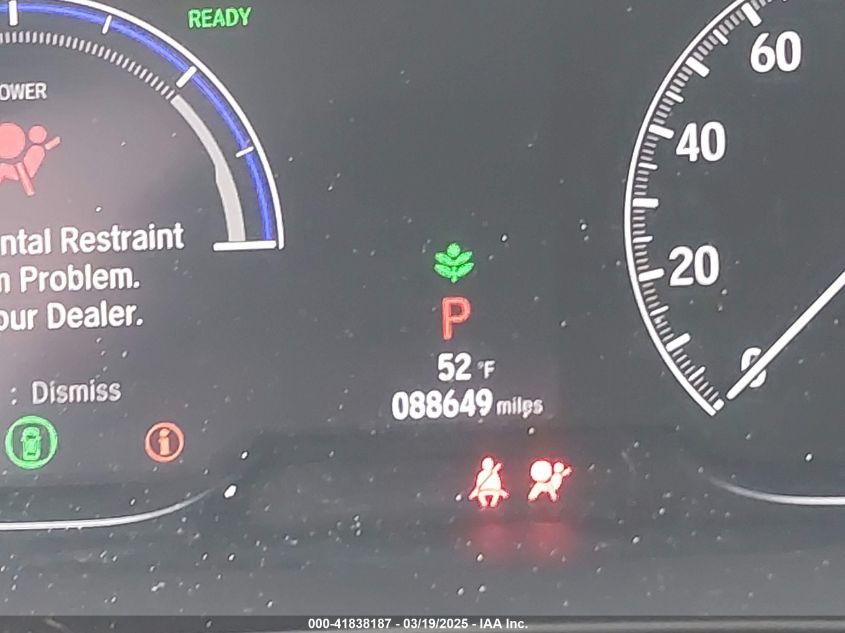 READY
60
OWER
40
ntal Restraint
20
n Problem.
our Dealer.
P
52 °F
0
: Dismiss
088649 miles
i
000-41838187 - 03/19/2025 - IAA Inc.